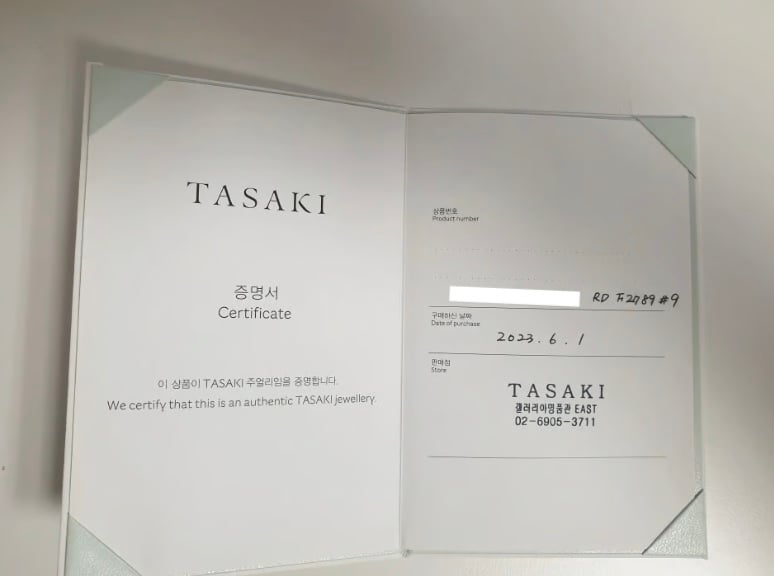 TASAKI
증명서
Certificate
이 상품이 TASAKI 주얼리임을 증명합니다.
We certify that this is an authentic TASAKI jewellery.
상품번호
Product number
RD 2789 #9
구매하신 날짜
Date of purchase
2023. 6. 1
판매점
Store
TASAKI
갤러리아명품관 EAST
02-6905-3711